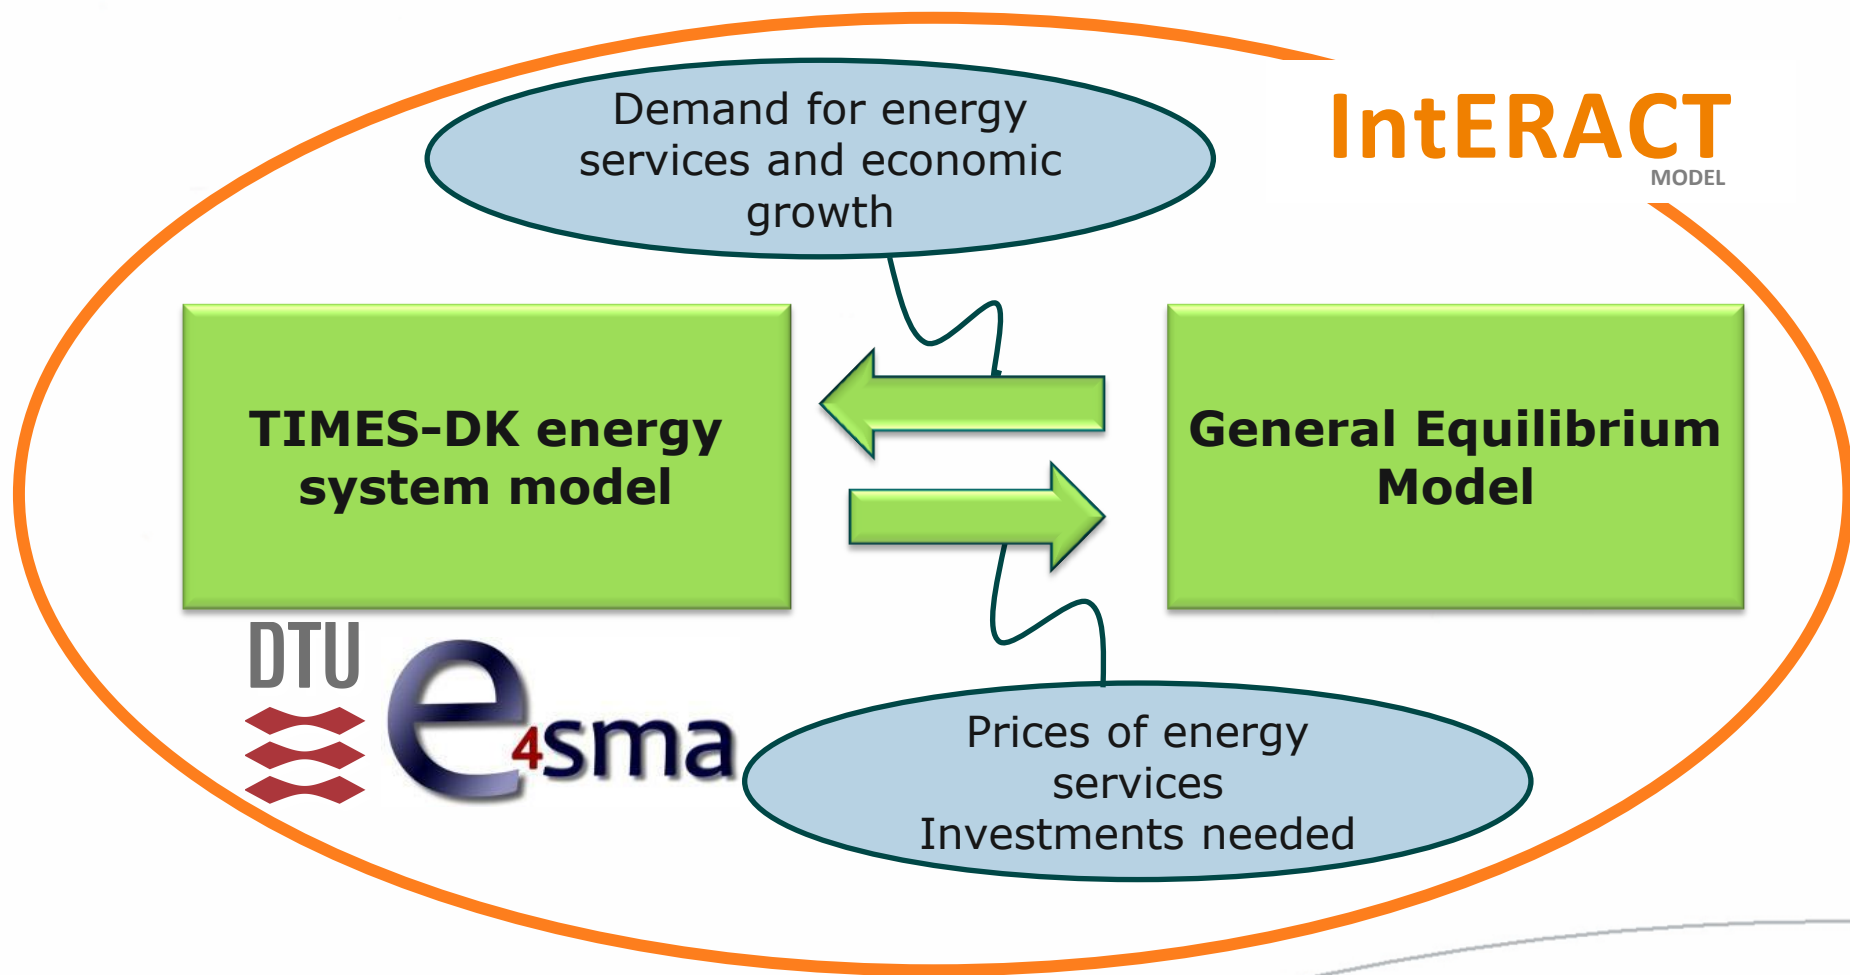 Demand for energy
services and economic
growth
IntERACT
MODEL
TIMES-DK energy
system model
General Equilibrium
Model
DTU
e4sma
Prices of energy
services
Investments needed